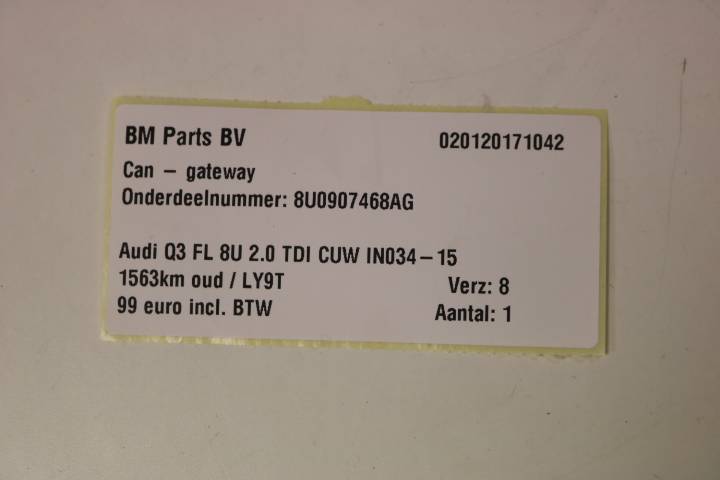 BM Parts BV 020120171042
Can – gateway
Onderdeelnummer: 8U0907468AG
Audi Q3 FL 8U 2.0 TDI CUW IN034–15
1563km oud / LY9T Verz: 8
99 euro incl. BTW Aantal: 1